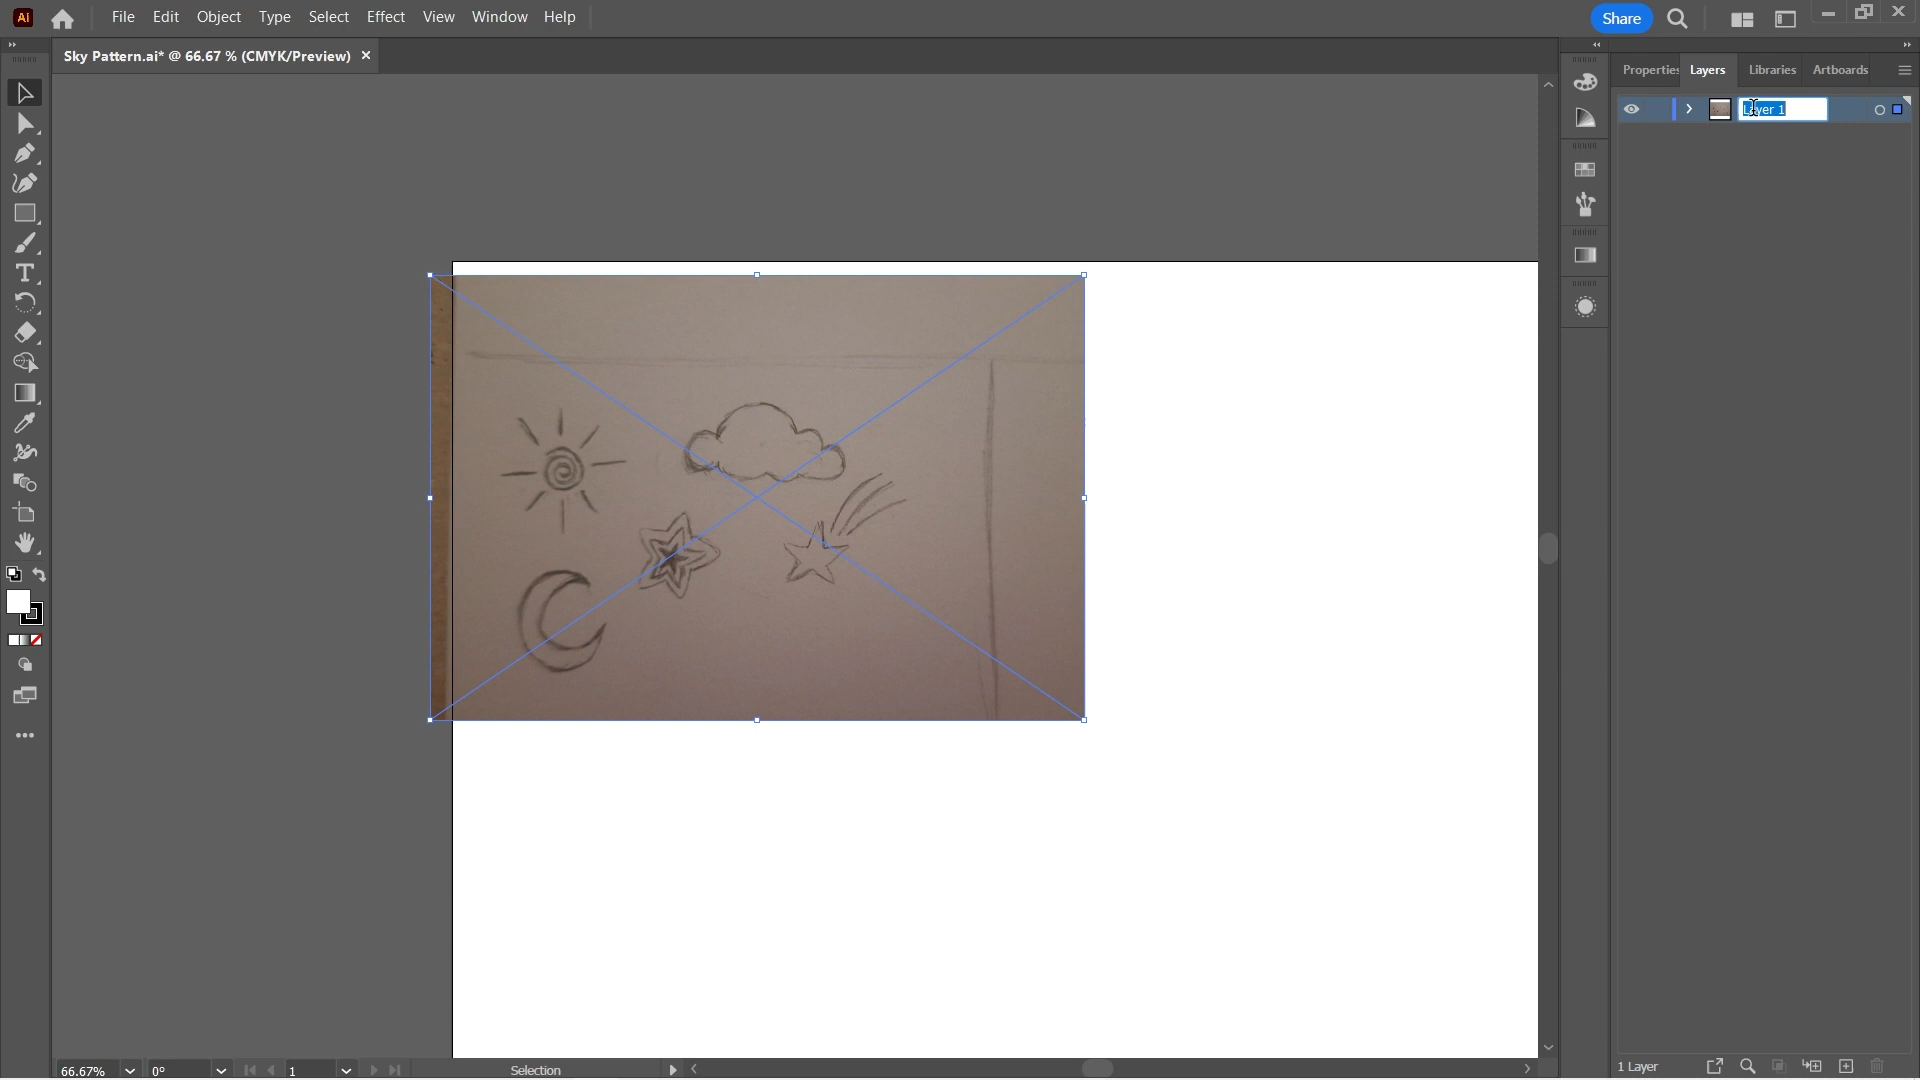 Ai File Edit Object Type Select Effect View Window Help Share
Sky Pattern.ai* @ 66.67 % (CMYK/Preview) ×
Properties Layers Libraries Artboards
Layer 1
66.67% 0° 1 Selection 1 Layer